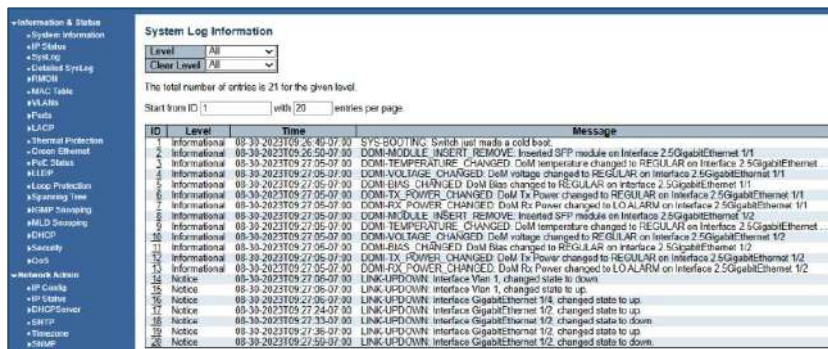 Information & Status
System Information
IP Status
SysLog
Detailed SysLog
RMON
MAC Table
VLANs
Ports
LACP
Thermal Protection
Green Ethernet
PoE Status
LLDP
Loop Protection
Spanning Tree
IGMP Snooping
MLD Snooping
DHCP
Security
QoS
Network Admin
IP Config
IP Status
DHCPServer
SNTP
Timezone
SNMP
System Log Information
Level All
Clear Level All
The total number of entries is 21 for the given level.
Start from ID 1 with 20 entries per page.
ID Level Time Message
1 Informational 08-30-2023T09:26:49-07:00 SYS-BOOTING: Switch just made a cold boot.
2 Informational 08-30-2023T09:26:50-07:00 DDMI-MODULE_INSERT_REMOVE: Inserted SFP module on Interface 2.5GigabitEthernet 1/1
3 Informational 08-30-2023T09:27:05-07:00 DDMI-TEMPERATURE_CHANGED: DoM temperature changed to REGULAR on Interface 2.5GigabitEthernet ...
4 Informational 08-30-2023T09:27:05-07:00 DDMI-VOLTAGE_CHANGED: DoM voltage changed to REGULAR on Interface 2.5GigabitEthernet 1/1
5 Informational 08-30-2023T09:27:05-07:00 DDMI-BIAS_CHANGED: DoM Bias changed to REGULAR on Interface 2.5GigabitEthernet 1/1
6 Informational 08-30-2023T09:27:05-07:00 DDMI-TX_POWER_CHANGED: DoM Tx Power changed to REGULAR on Interface 2.5GigabitEthernet 1/1
7 Informational 08-30-2023T09:27:05-07:00 DDMI-RX_POWER_CHANGED: DoM Rx Power changed to LO ALARM on Interface 2.5GigabitEthernet 1/1
8 Informational 08-30-2023T09:27:05-07:00 DDMI-MODULE_INSERT_REMOVE: Inserted SFP module on Interface 2.5GigabitEthernet 1/2
9 Informational 08-30-2023T09:27:05-07:00 DDMI-TEMPERATURE_CHANGED: DoM temperature changed to REGULAR on Interface 2.5GigabitEthernet ...
10 Informational 08-30-2023T09:27:05-07:00 DDMI-VOLTAGE_CHANGED: DoM voltage changed to REGULAR on Interface 2.5GigabitEthernet 1/2
11 Informational 08-30-2023T09:27:05-07:00 DDMI-BIAS_CHANGED: DoM Bias changed to REGULAR on Interface 2.5GigabitEthernet 1/2
12 Informational 08-30-2023T09:27:05-07:00 DDMI-TX_POWER_CHANGED: DoM Tx Power changed to REGULAR on Interface 2.5GigabitEthernet 1/2
13 Informational 08-30-2023T09:27:05-07:00 DDMI-RX_POWER_CHANGED: DoM Rx Power changed to LO ALARM on Interface 2.5GigabitEthernet 1/2
14 Notice 08-30-2023T09:27:06-07:00 LINK-UPDOWN: Interface Vlan 1, changed state to down.
15 Notice 08-30-2023T09:27:06-07:00 LINK-UPDOWN: Interface Vlan 1, changed state to up.
16 Notice 08-30-2023T09:27:06-07:00 LINK-UPDOWN: Interface GigabitEthernet 1/4, changed state to up.
17 Notice 08-30-2023T09:27:24-07:00 LINK-UPDOWN: Interface GigabitEthernet 1/2, changed state to up.
18 Notice 08-30-2023T09:27:33-07:00 LINK-UPDOWN: Interface GigabitEthernet 1/2, changed state to down.
19 Notice 08-30-2023T09:27:36-07:00 LINK-UPDOWN: Interface GigabitEthernet 1/2, changed state to up.
20 Notice 08-30-2023T09:27:59-07:00 LINK-UPDOWN: Interface GigabitEthernet 1/2, changed state to down.